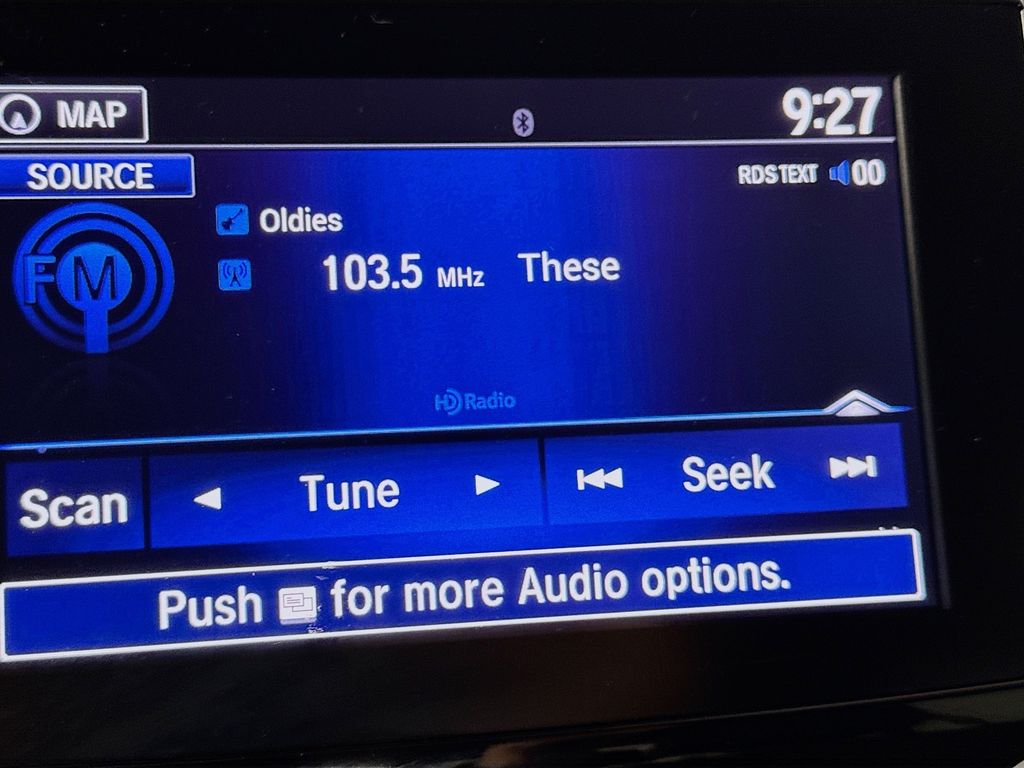 MAP
9:27
SOURCE
RDS TEXT 00
Oldies
FM
103.5 MHz These
HD Radio
Scan Tune Seek
Push for more Audio options.